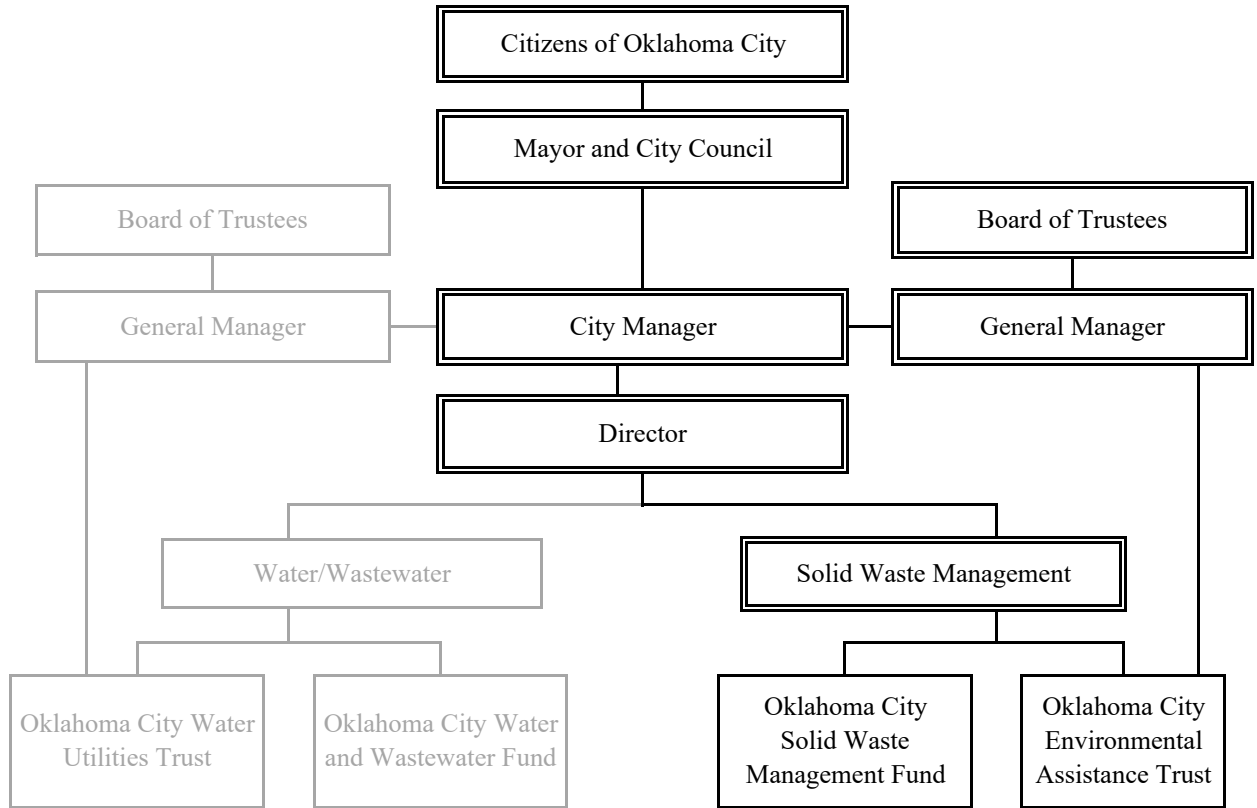 Citizens of Oklahoma City
Mayor and City Council
Board of Trustees
Board of Trustees
General Manager
City Manager
General Manager
Director
Water/Wastewater
Solid Waste Management
Oklahoma City Water
Utilities Trust
Oklahoma City Water
and Wastewater Fund
Oklahoma City
Solid Waste
Management Fund
Oklahoma City
Environmental
Assistance Trust